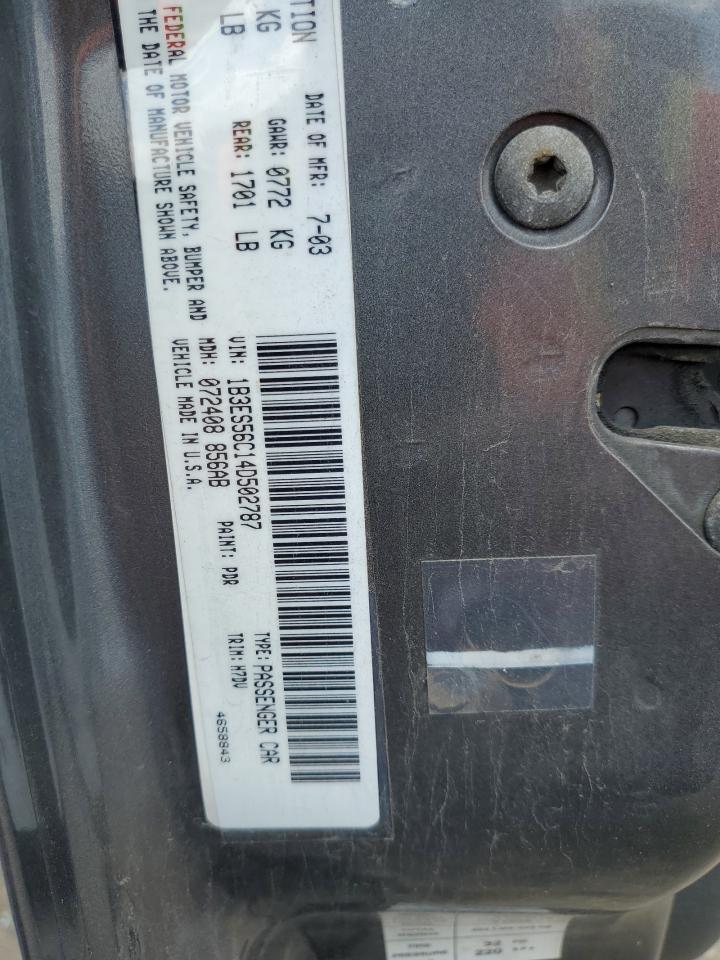 TION
KG
LB
DATE OF MFR: 7-03
GAWR: 0772 KG
REAR: 1701 LB
FEDERAL MOTOR VEHICLE SAFETY, BUMPER AND
THE DATE OF MANUFACTURE SHOWN ABOVE.
VIN: 1B3ES56C14D502787
TYPE: PASSENGER CAR
MDH: 072408 856AB
PAINT: PDR
TRIM: H7DV
VEHICLE MADE IN U.S.A.
4658843